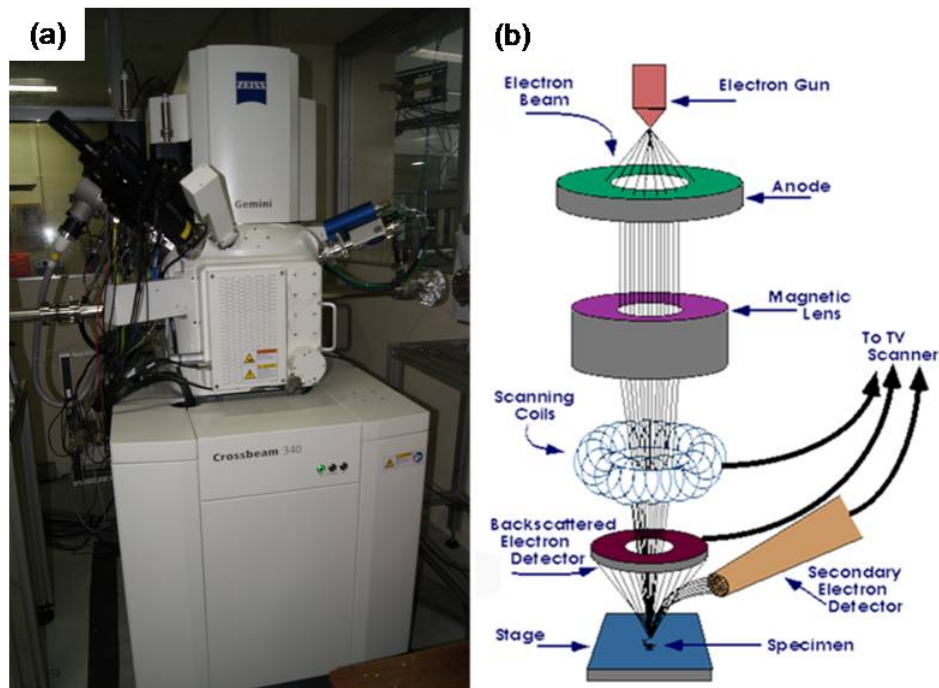 (a)
ZEISS
Gemini
Crossbeam 340
(b)
Electron
Beam
Electron Gun
Anode
Magnetic
Lens
To TV
Scanner
Scanning
Coils
Backscattered
Electron
Detector
Secondary
Electron
Detector
Stage
Specimen